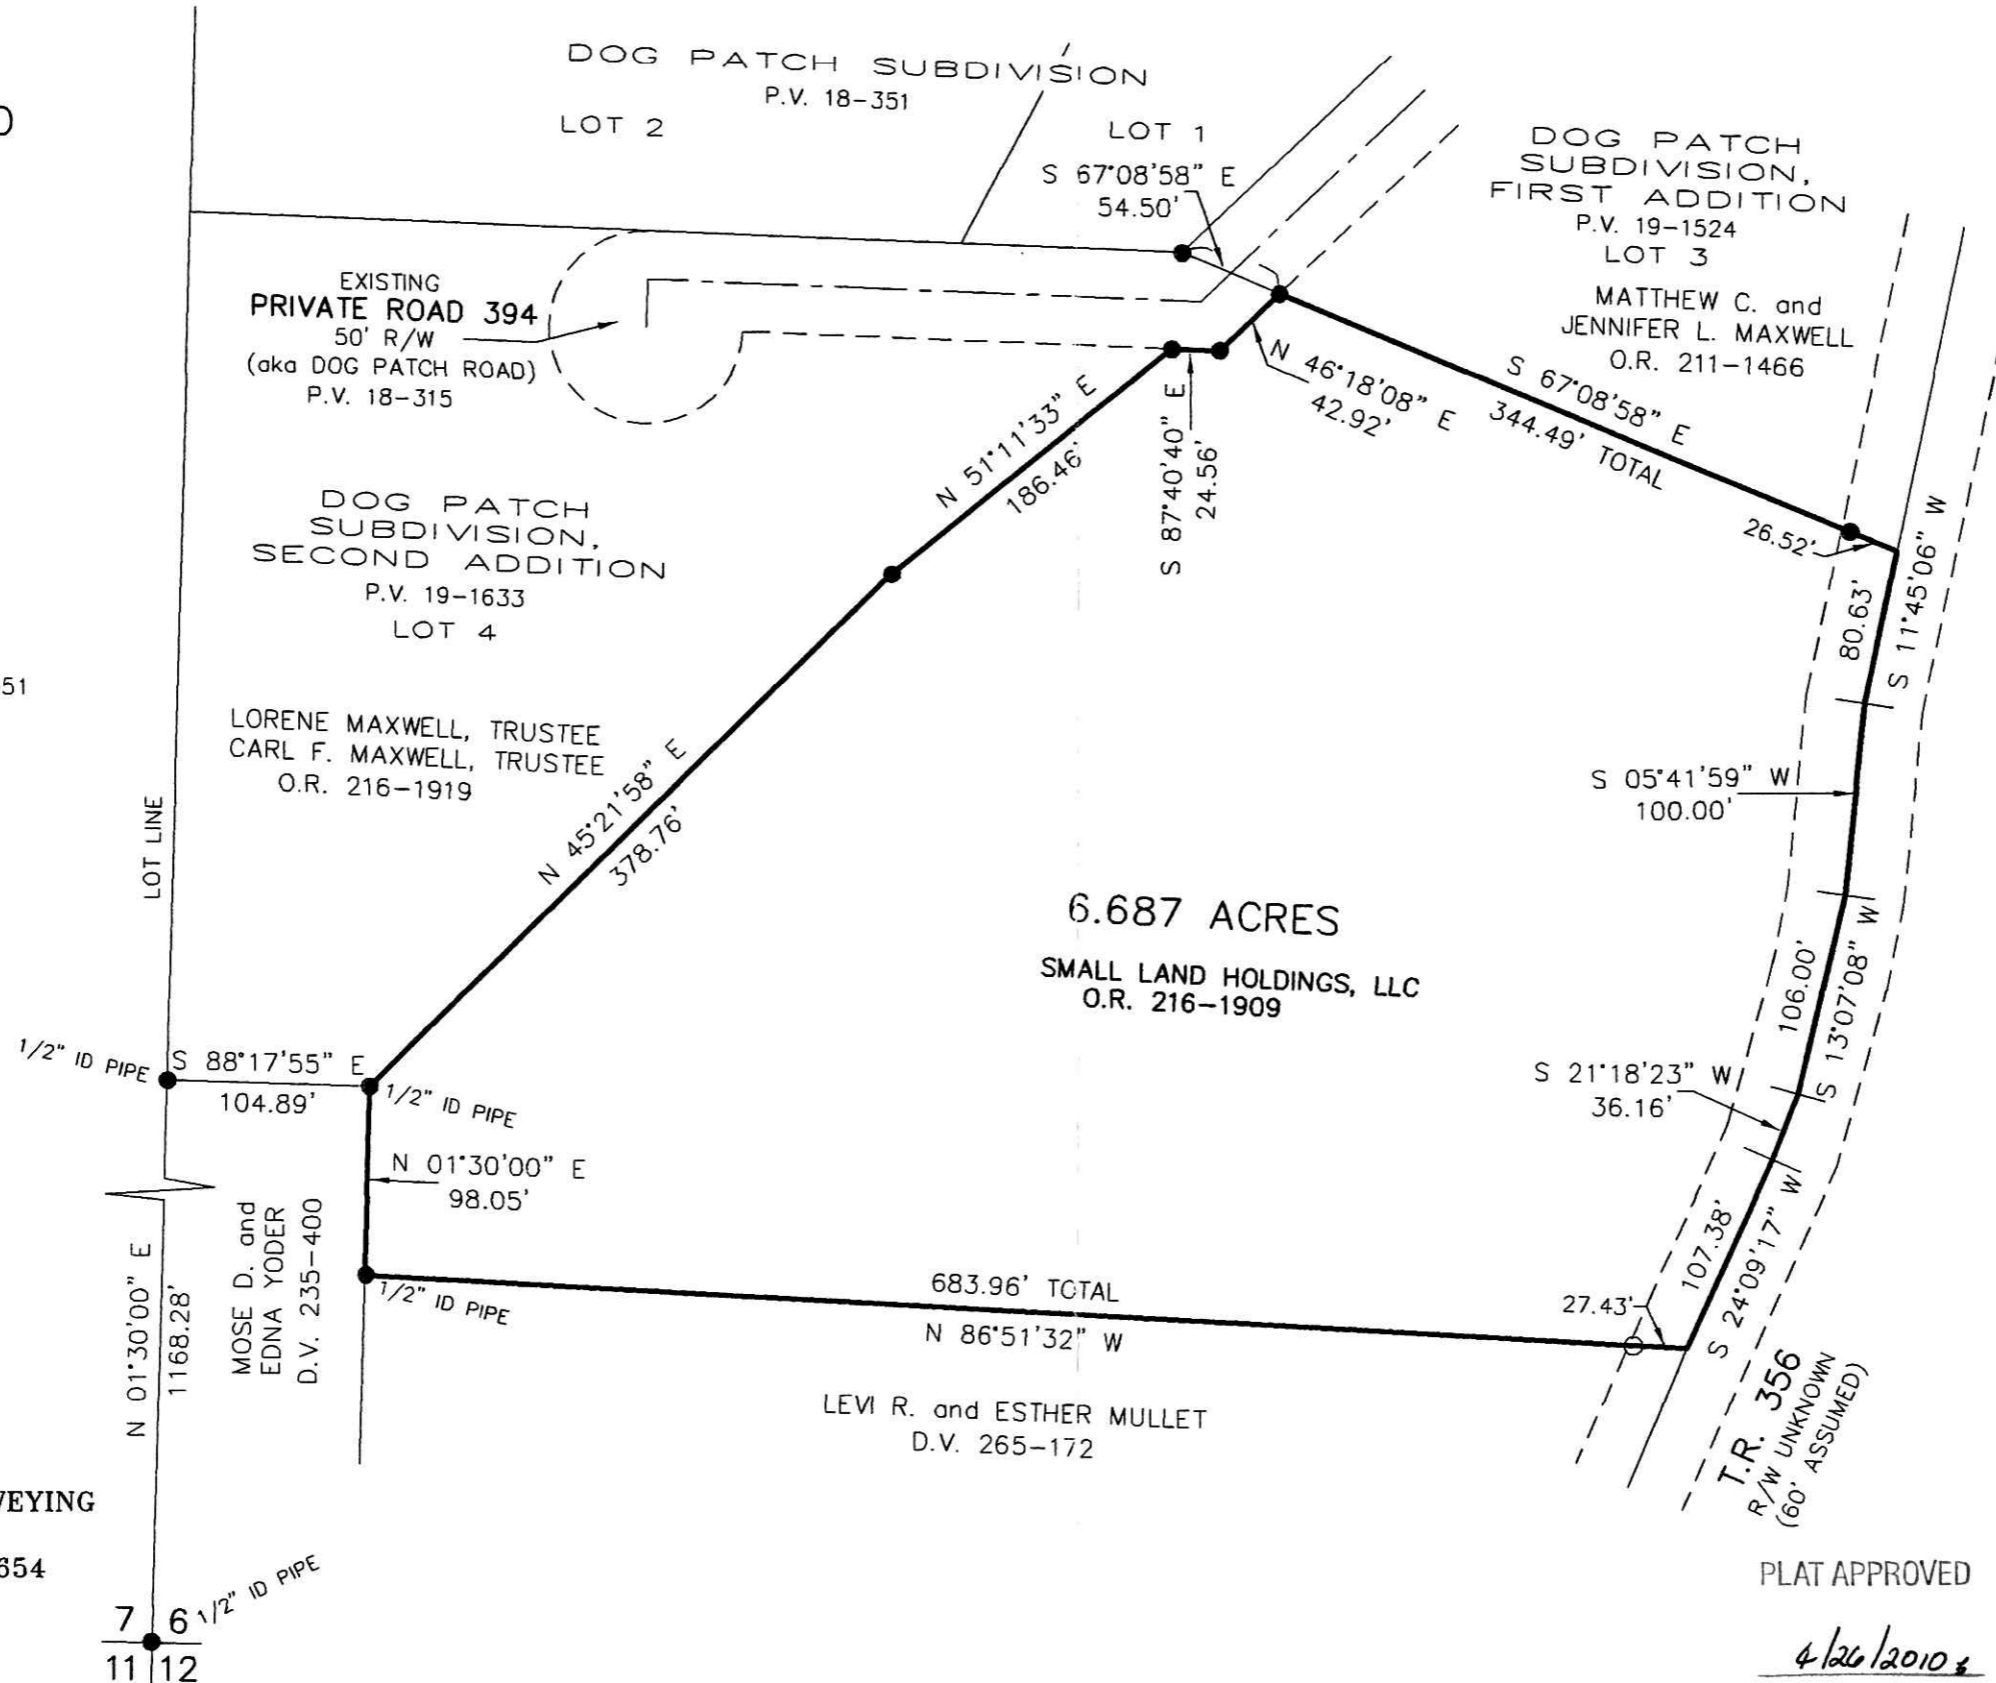 DOG PATCH SUBDIVISION
P.V. 18-351
LOT 2
LOT 1
S 67°08'58" E
54.50'
DOG PATCH
SUBDIVISION,
FIRST ADDITION
P.V. 19-1524
LOT 3
MATTHEW C. and
JENNIFER L. MAXWELL
O.R. 211-1466
EXISTING
PRIVATE ROAD 394
50' R/W
(aka DOG PATCH ROAD)
P.V. 18-315
N 46°18'08" E
42.92'
S 67°08'58" E
344.49' TOTAL
26.52'
N 51°11'33" E
186.46'
S 87°40'40" E
24.56'
DOG PATCH
SUBDIVISION,
SECOND ADDITION
P.V. 19-1633
LOT 4
80.63'
S 11°45'06" W
51
LORENE MAXWELL, TRUSTEE
CARL F. MAXWELL, TRUSTEE
O.R. 216-1919
N 45°21'58" E
378.76'
S 05°41'59" W
100.00'
LOT LINE
6.687 ACRES
SMALL LAND HOLDINGS, LLC
O.R. 216-1909
106.00'
S 13°07'08" W
1/2" ID PIPE
S 88°17'55" E
104.89'
1/2" ID PIPE
S 21°18'23" W
36.16'
N 01°30'00" E
98.05'
MOSE D. and
EDNA YODER
D.V. 235-400
N 01°30'00" E
1168.28'
1/2" ID PIPE
683.96' TOTAL
N 86°51'32" W
107.38'
S 24°09'17" W
27.43'
LEVI R. and ESTHER MULLET
D.V. 265-172
T.R. 356
R/W UNKNOWN
(60' ASSUMED)
VEYING
654
1/2" ID PIPE
7 6
11 12
PLAT APPROVED
4/26/2010